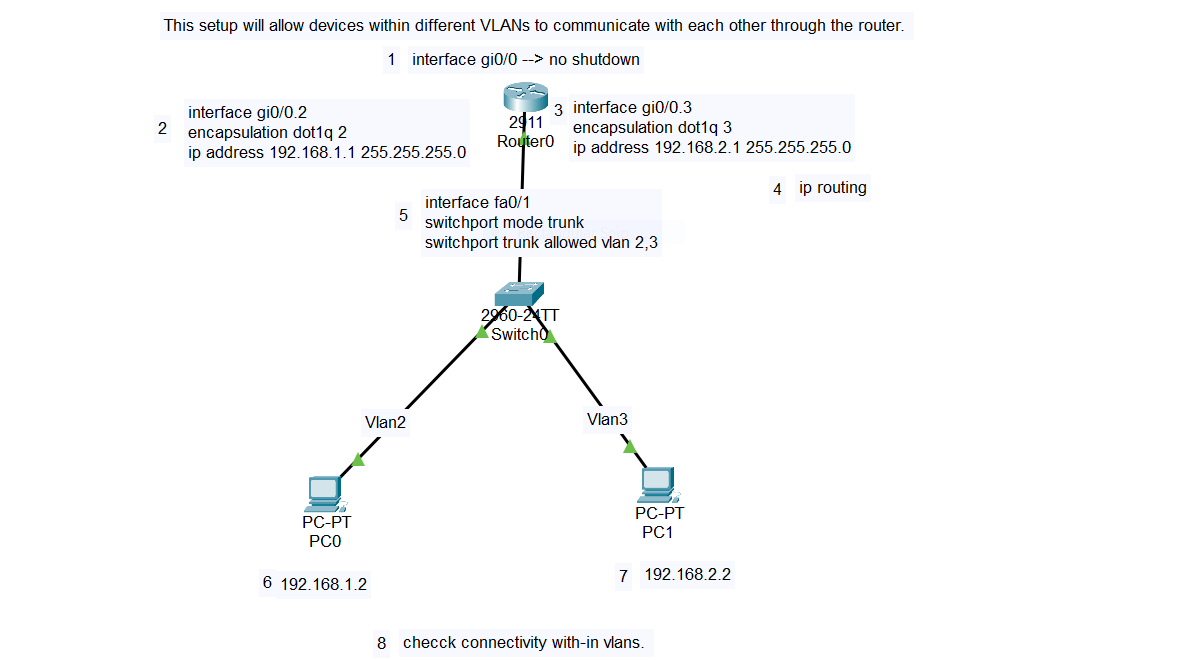 This setup will allow devices within different VLANs to communicate with each other through the router.
1 interface gi0/0 --> no shutdown
2
interface gi0/0.2
encapsulation dot1q 2
ip address 192.168.1.1 255.255.255.0
2911
Router0
3
interface gi0/0.3
encapsulation dot1q 3
ip address 192.168.2.1 255.255.255.0
4 ip routing
5
interface fa0/1
switchport mode trunk
switchport trunk allowed vlan 2,3
2960-24TT
Switch0
Vlan2
Vlan3
PC-PT
PC0
PC-PT
PC1
6 192.168.1.2
7 192.168.2.2
8 checck connectivity with-in vlans.